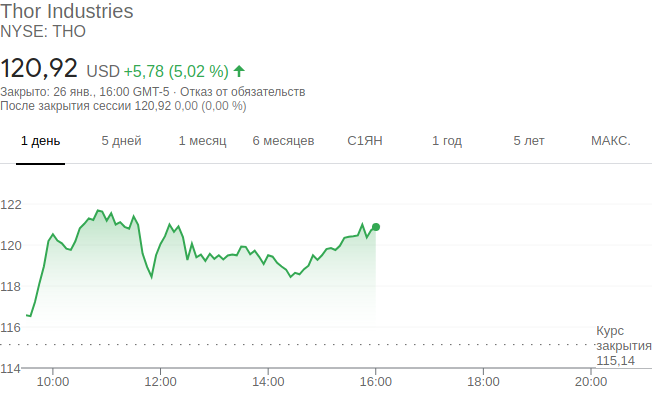 Thor Industries
NYSE: THO
120,92 USD +5,78 (5,02 %)
Закрыто: 26 янв., 16:00 GMT-5 · Отказ от обязательств
После закрытия сессии 120,92 0,00 (0,00 %)
1 день 5 дней 1 месяц 6 месяцев С1ЯН 1 год 5 лет МАКС.
122
120
118
116
Курс
закрытия
115,14
114
10:00 12:00 14:00 16:00 18:00 20:00